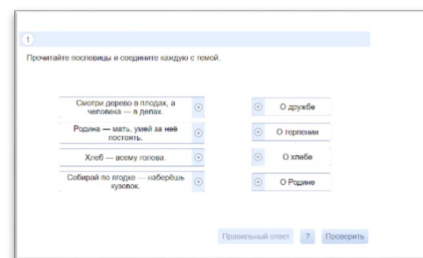 1
Прочитайте пословицы и соедините каждую с темой.
Смотри дерево в плодах, а
человека — в делах.
О дружбе
Родина — мать, умей за неё
постоять.
О терпении
Хлеб — всему голова.
О хлебе
Собирай по ягодке — наберёшь
кузовок.
О Родине
Правильный ответ
?
Проверить